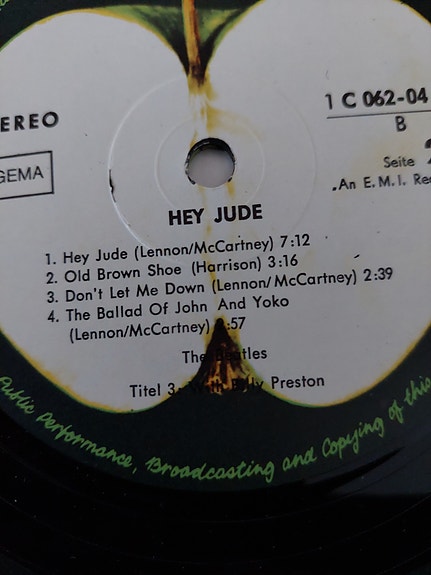 EREO
GEMA
1 C 062-04
B
Seite 2
An E.M.I. Rec
HEY JUDE
1. Hey Jude (Lennon/McCartney) 7:12
2. Old Brown Shoe (Harrison) 3:16
3. Don't Let Me Down (Lennon/McCartney) 2:39
4. The Ballad Of John And Yoko
(Lennon/McCartney) :57
The Beatles
Titel 3: With Billy Preston
Public Performance, Broadcasting and Copying of this